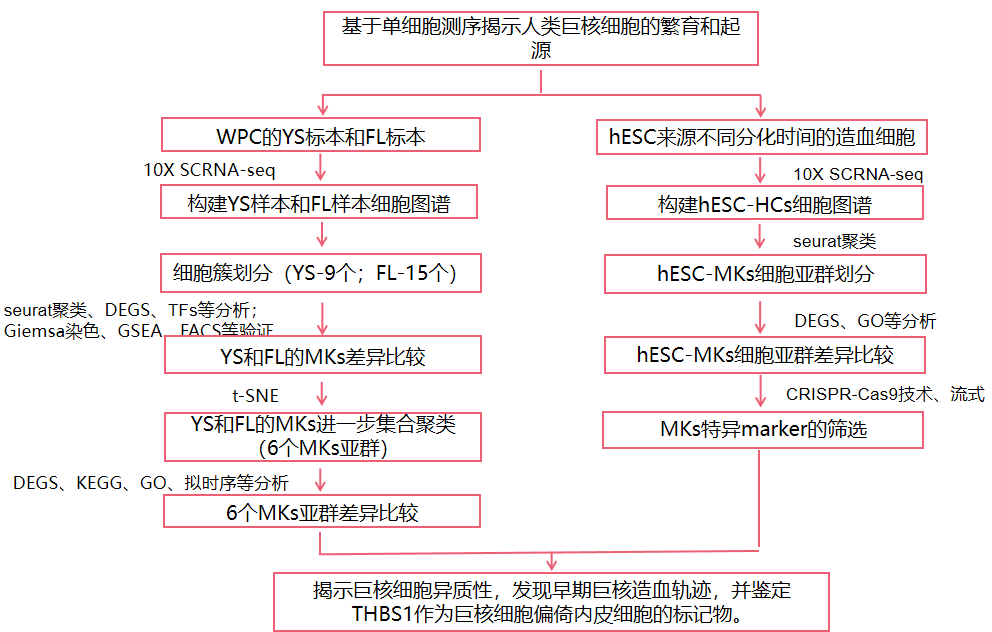 基于单细胞测序揭示人类巨核细胞的繁育和起
源
WPC的YS标本和FL标本
10X SCRNA-seq
构建YS样本和FL样本细胞图谱
细胞簇划分（YS-9个；FL-15个）
seurat聚类、DEGS、TFs等分析；
Giemsa染色、GSEA、FACS等验证
YS和FL的MKs差异比较
t-SNE
YS和FL的MKs进一步集合聚类
（6个MKs亚群）
DEGS、KEGG、GO、拟时序等分析
6个MKs亚群差异比较
hESC来源不同分化时间的造血细胞
10X SCRNA-seq
构建hESC-HCs细胞图谱
seurat聚类
hESC-MKs细胞亚群划分
DEGS、GO等分析
hESC-MKs细胞亚群差异比较
CRISPR-Cas9技术、流式
MKs特异marker的筛选
揭示巨核细胞异质性，发现早期巨核造血轨迹，并鉴定
THBS1作为巨核细胞偏倚内皮细胞的标记物。